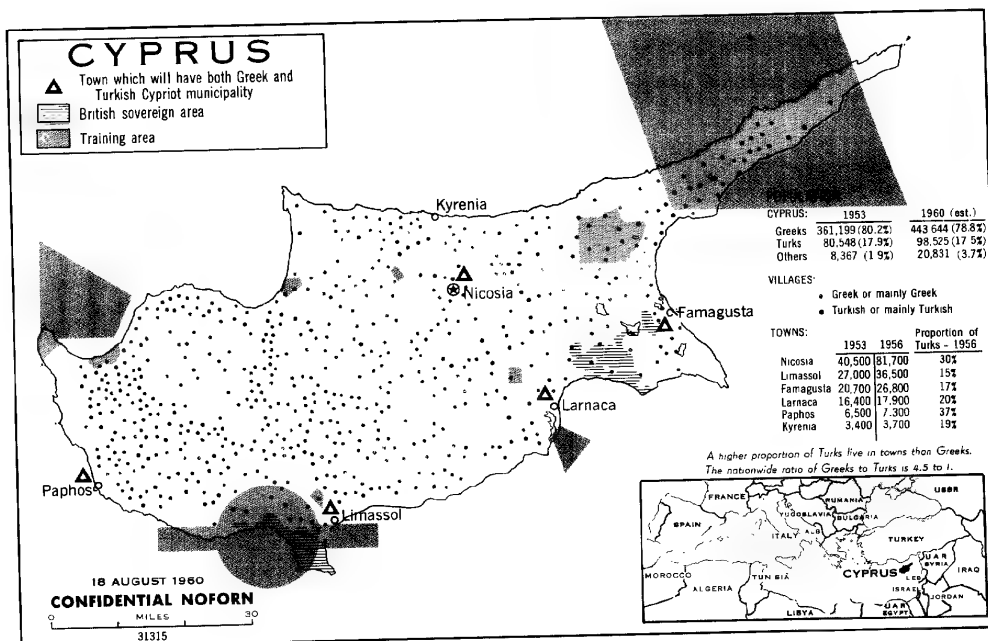 CYPRUS
Town which will have both Greek and
Turkish Cypriot municipality
British sovereign area
Training area
Kyrenia
Nicosia
Famagusta
Larnaca
Paphos
Limassol
CYPRUS: 1953 1960 (est.)
Greeks 361,199 (80.2%) 443 644 (78.8%)
Turks 80,548 (17.9%) 98,525 (17 5%)
Others 8,367 (1 9%) 20,831 (3.7%)
VILLAGES:
Greek or mainly Greek
Turkish or mainly Turkish
TOWNS: 1953 1956 Proportion of
Turks - 1956
Nicosia 40,500 81,700 30%
Limassol 27,000 36,500 15%
Famagusta 20,700 26,800 17%
Larnaca 16,400 17,900 20%
Paphos 6,500 7,300 37%
Kyrenia 3,400 3,700 19%
A higher proportion of Turks live in towns than Greeks.
The nationwide ratio of Greeks to Turks is 4.5 to 1.
FRANCE
SPAIN
ITALY
YUGOSLAVIA
ALB
RUMANIA
BULGARIA
USSR
TURKEY
CYPRUS
UAR
SYRIA
LEB
IRAQ
ISRAEL
JORDAN
MOROCCO
ALGERIA
TUNISIA
LIBYA
UAR
EGYPT
18 AUGUST 1960
CONFIDENTIAL NOFORN
0 MILES 30
31315